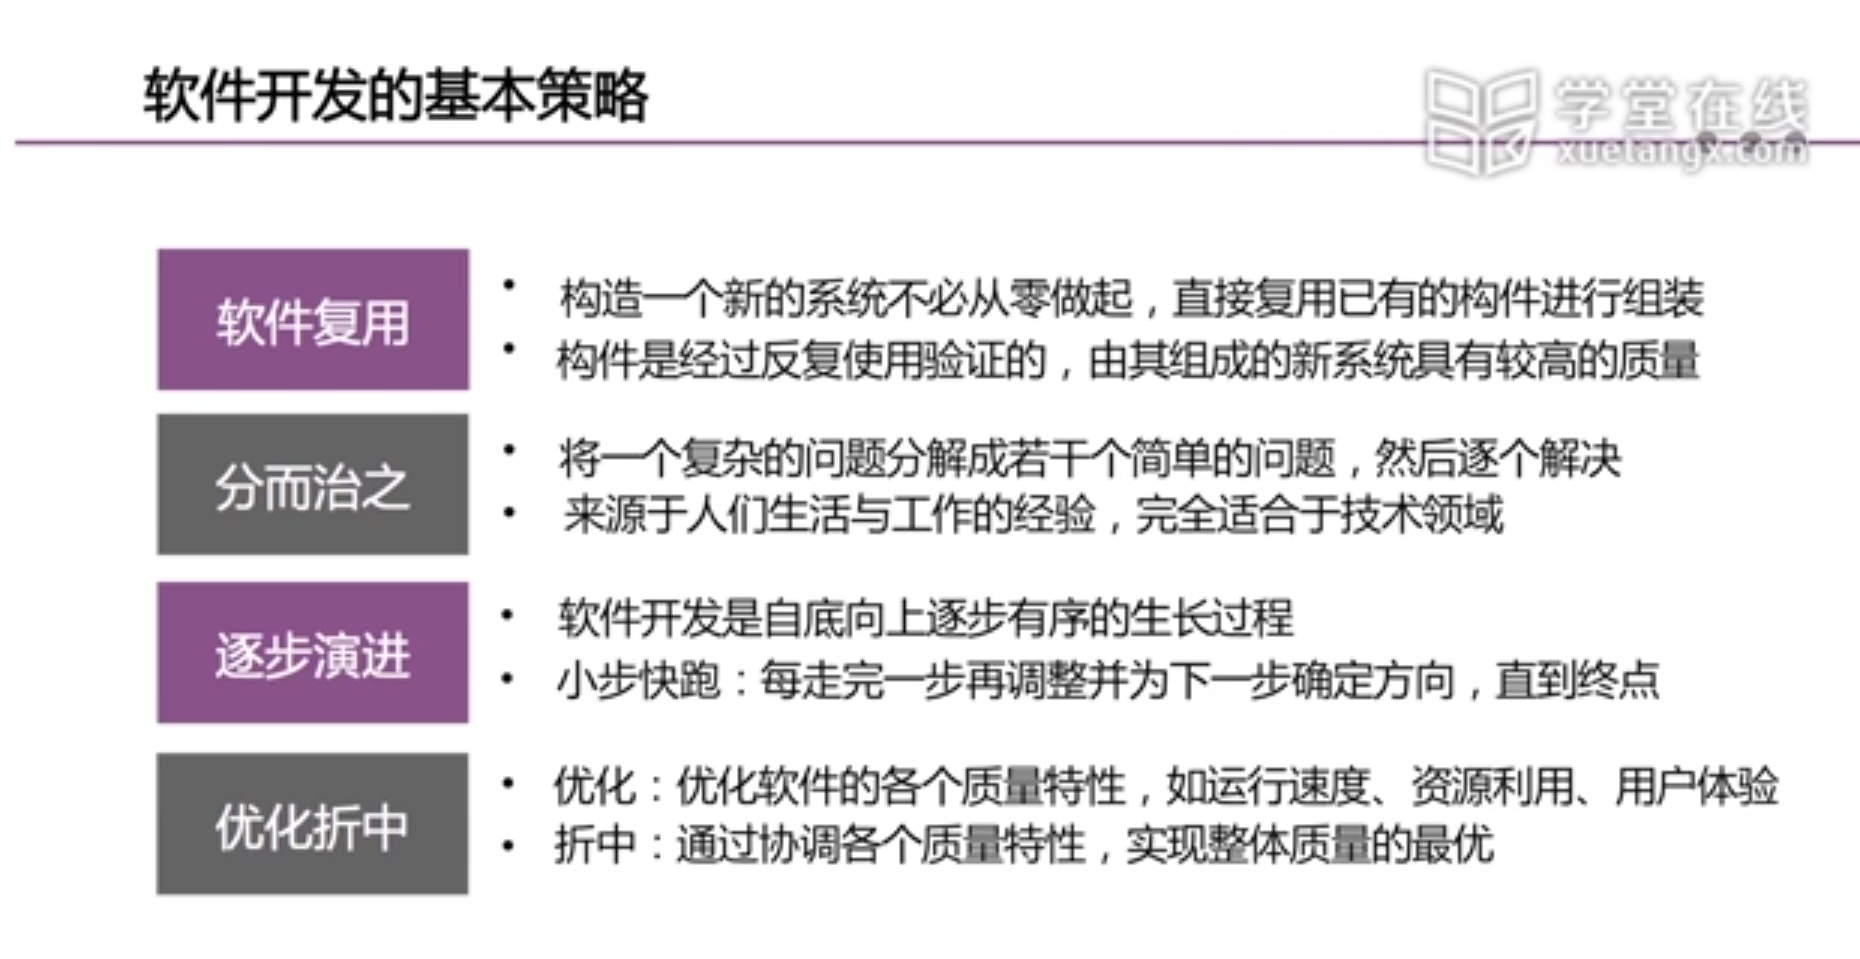 软件开发的基本策略
学堂在线
xuetangx.com
软件复用
• 构造一个新的系统不必从零做起，直接复用已有的构件进行组装
• 构件是经过反复使用验证的，由其组成的新系统具有较高的质量
分而治之
• 将一个复杂的问题分解成若干个简单的问题，然后逐个解决
• 来源于人们生活与工作的经验，完全适合于技术领域
逐步演进
• 软件开发是自底向上逐步有序的生长过程
• 小步快跑：每走完一步再调整并为下一步确定方向，直到终点
优化折中
• 优化：优化软件的各个质量特性，如运行速度、资源利用、用户体验
• 折中：通过协调各个质量特性，实现整体质量的最优